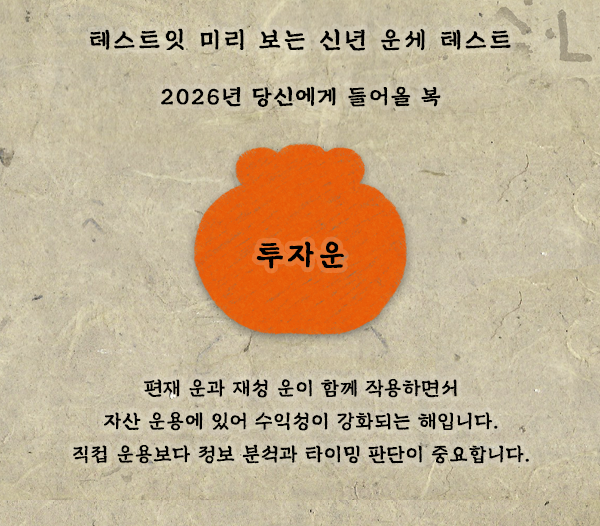 테스트잇 미리 보는 신년 운세 테스트
2026년 당신에게 들어올 복
투자운
편재 운과 재성 운이 함께 작용하면서
자산 운용에 있어 수익성이 강화되는 해입니다.
직접 운용보다 정보 분석과 타이밍 판단이 중요합니다.